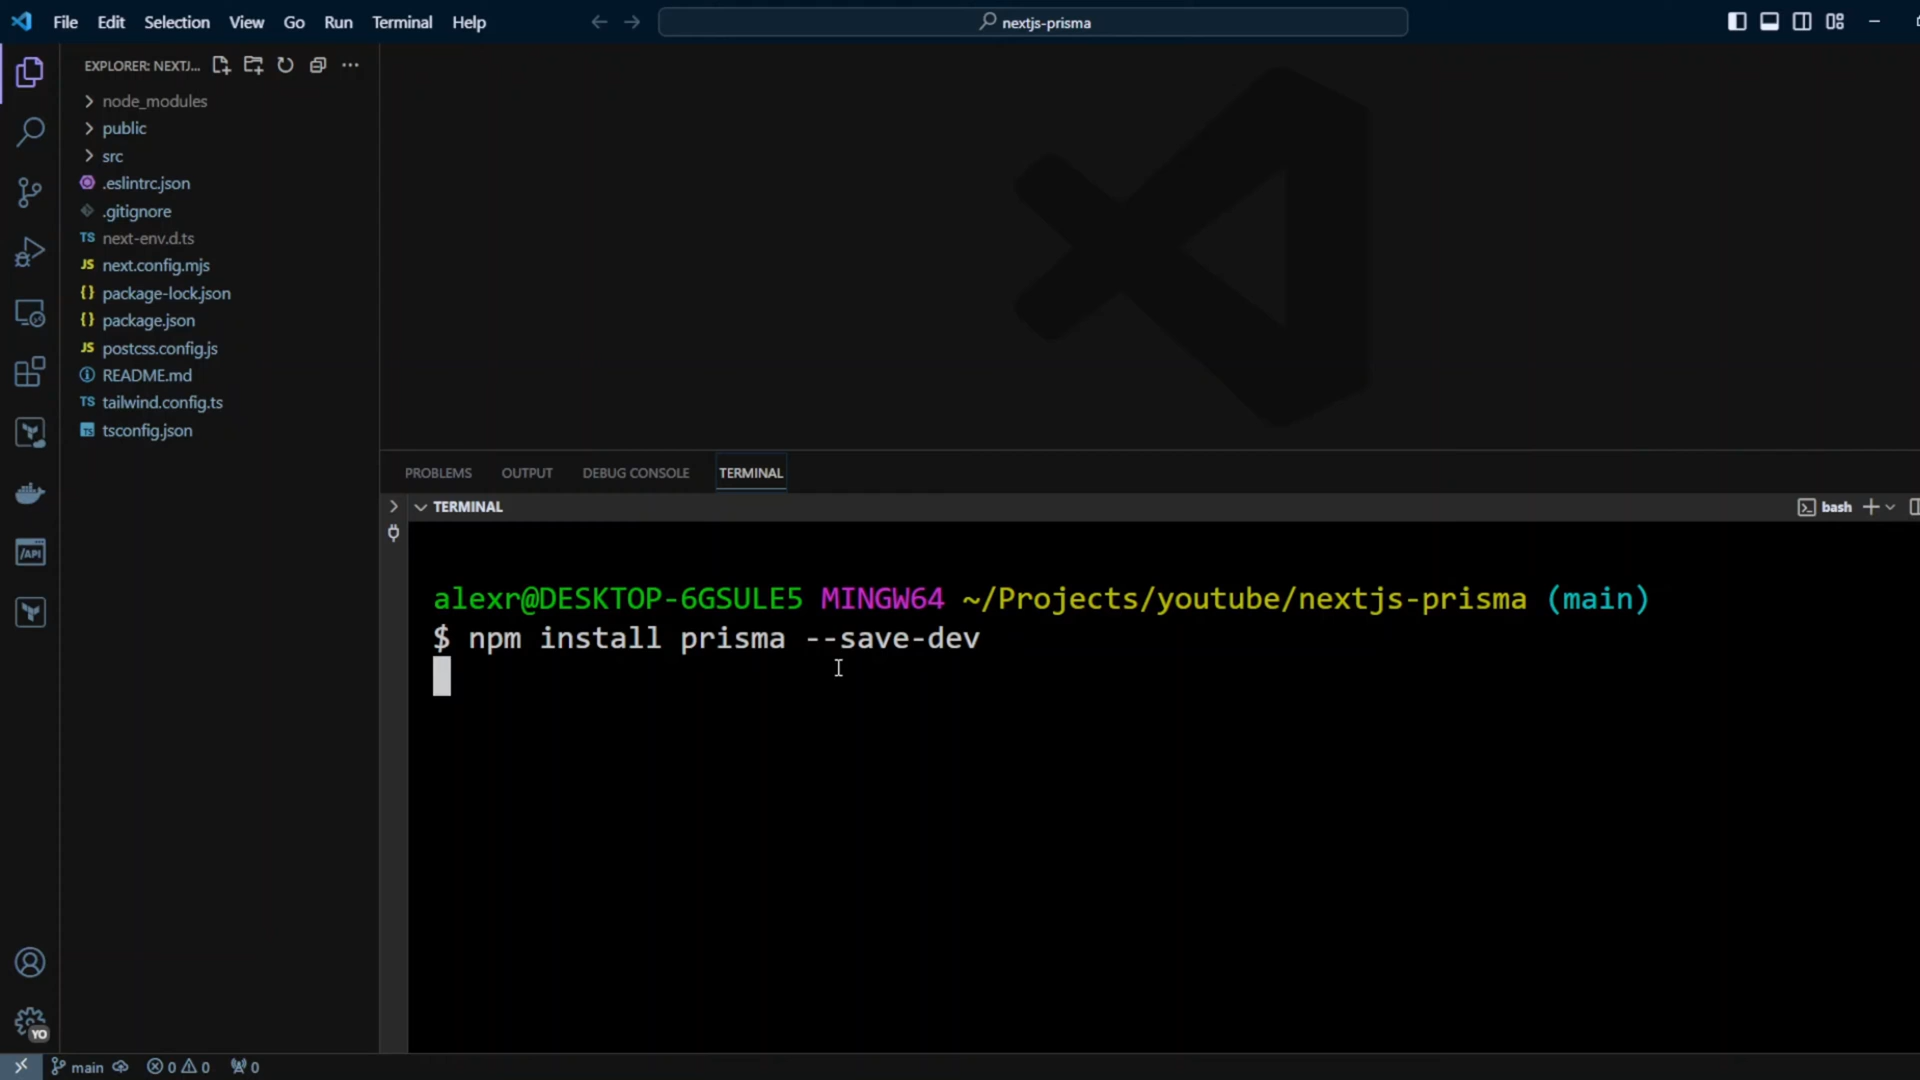 File Edit Selection View Go Run Terminal Help
nextjs-prisma
EXPLORER: NEXTJ...
node_modules
public
src
.eslintrc.json
.gitignore
TS next-env.d.ts
JS next.config.mjs
{} package-lock.json
{} package.json
JS postcss.config.js
README.md
TS tailwind.config.ts
TS tsconfig.json
/API
YO
PROBLEMS OUTPUT DEBUG CONSOLE TERMINAL
TERMINAL
bash
alexr@DESKTOP-6GSULE5 MINGW64 ~/Projects/youtube/nextjs-prisma (main)
$ npm install prisma --save-dev
main 0 0 0